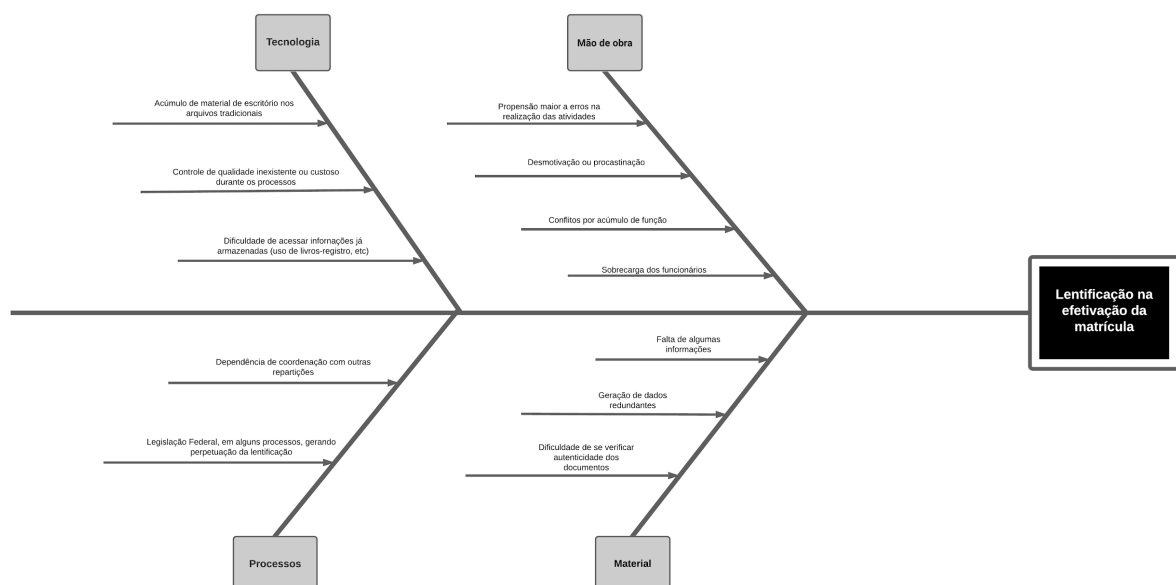 Tecnologia
Mão de obra
Acúmulo de material de escritório nos
arquivos tradicionais
Propensão maior a erros na
realização das atividades
Controle de qualidade inexistente ou custoso
durante os processos
Desmotivação ou procastinação
Conflitos por acúmulo de função
Dificuldade de acessar infornações já
armazenadas (uso de livros-registro, etc)
Sobrecarga dos funcionários
Lentificação na
efetivação da
matrícula
Falta de algumas
informações
Dependência de coordenação com outras
repartições
Geração de dados
redundantes
Legislação Federal, em alguns processos, gerando
perpetuação da lentificação
Dificuldade de se verificar
autenticidade dos
documentos
Processos
Material